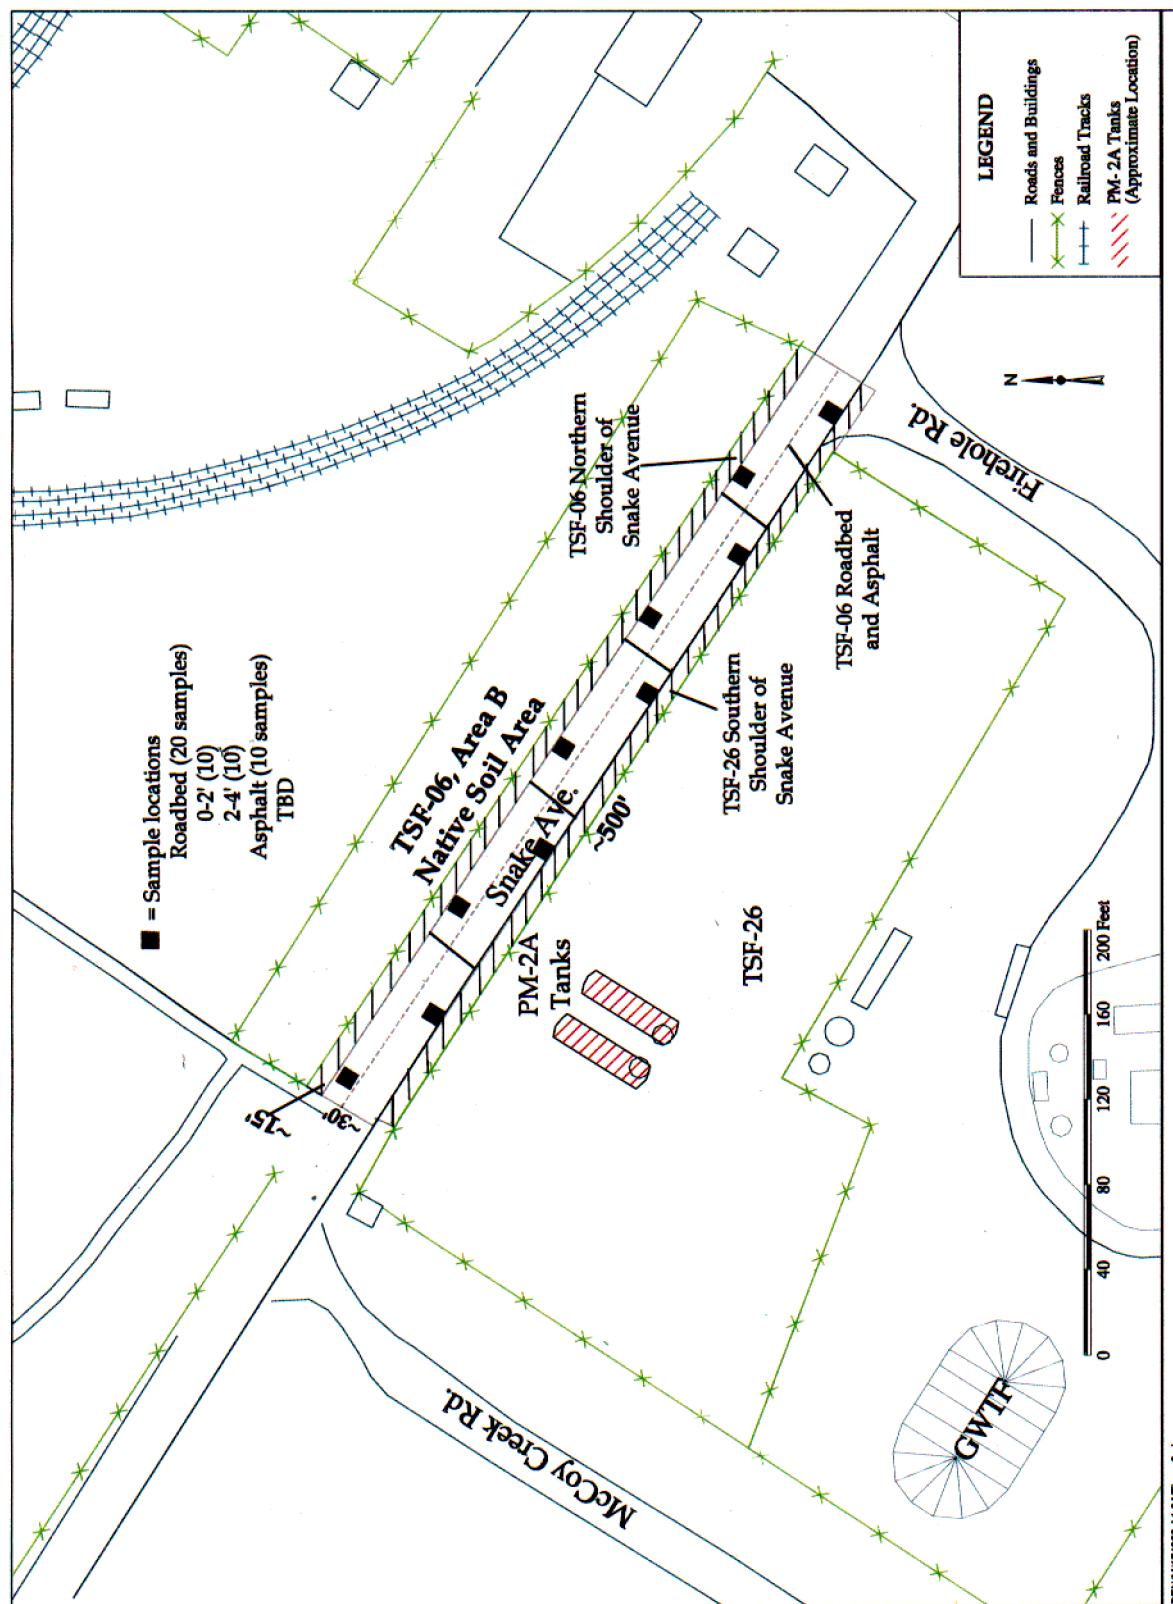 ■ = Sample locations
Roadbed (20 samples)
0-2' (10)
2-4' (10)
Asphalt (10 samples)
TBD
TSF-06, Area B
Native Soil Area
TSF-06 Northern
Shoulder of
Snake Avenue
~15'
~30'
Snake Ave.
~500'
PM-2A
Tanks
TSF-26 Southern
Shoulder of
Snake Avenue
TSF-06 Roadbed
and Asphalt
TSF-26
McCoy Creek Rd.
Firehole Rd.
GWTF
N
0 40 80 120 160 200 Feet
LEGEND
Roads and Buildings
Fences
Railroad Tracks
PM-2A Tanks
(Approximate Location)